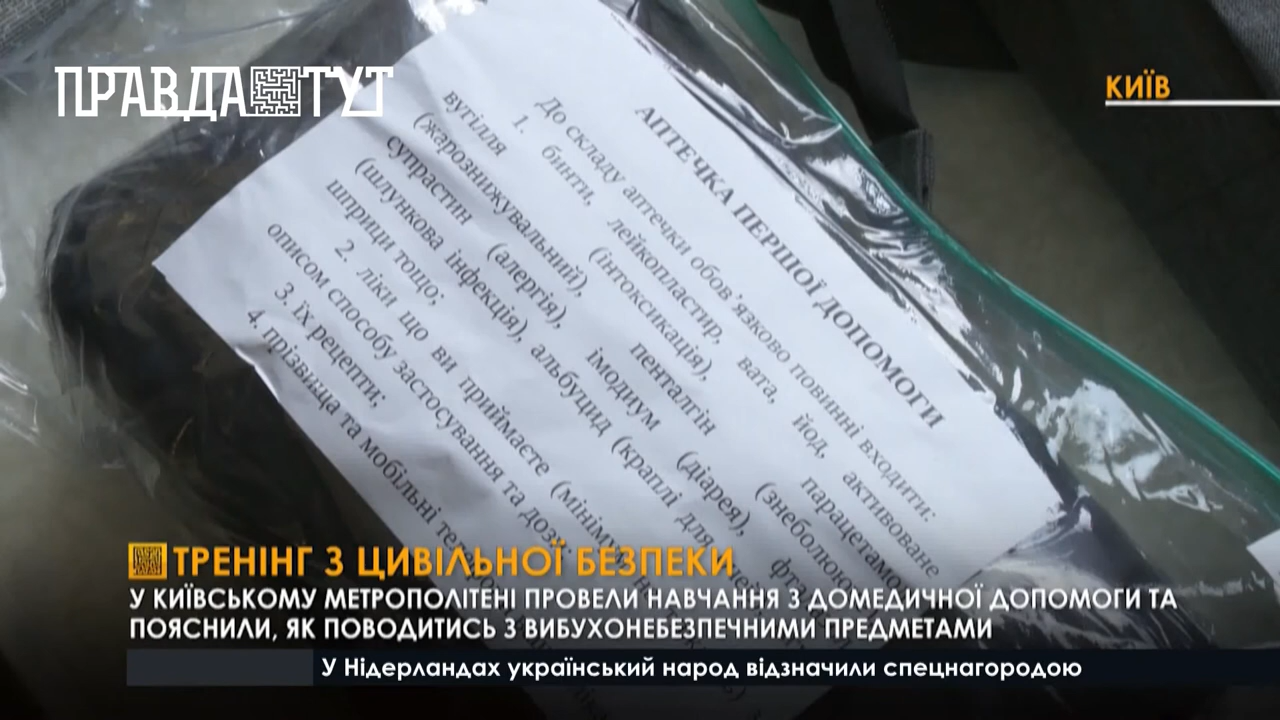 ПРАВДА ТУТ
КИЇВ
АПТЕЧКА ПЕРШОЇ ДОПОМОГИ
До складу аптечки обов’язково повинні входити:
1. бинти, лейкопластир, вата, йод, активоване
вугілля (інтоксикація), парацетамол
(жарознижувальний), пенталгін (знеболююче),
супрастин (алергія), імодиум (діарея),
(шлункова інфекція), альбуцид (краплі для
шприци тощо;
2. ліки що ви приймаєте
описом способу застосування та дозу;
3. їх рецепти;
4. прізвища та мобільні
ТРЕНІНГ З ЦИВІЛЬНОЇ БЕЗПЕКИ
У КИЇВСЬКОМУ МЕТРОПОЛІТЕНІ ПРОВЕЛИ НАВЧАННЯ З ДОМЕДИЧНОЇ ДОПОМОГИ ТА
ПОЯСНИЛИ, ЯК ПОВОДИТИСЬ З ВИБУХОНЕБЕЗПЕЧНИМИ ПРЕДМЕТАМИ
У Нідерландах український народ відзначили спецнагородою